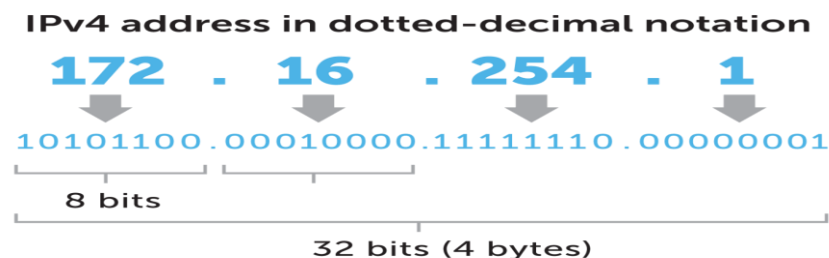 IPv4 address in dotted-decimal notation
172 . 16 . 254 . 1
10101100.00010000.11111110.00000001
8 bits
32 bits (4 bytes)